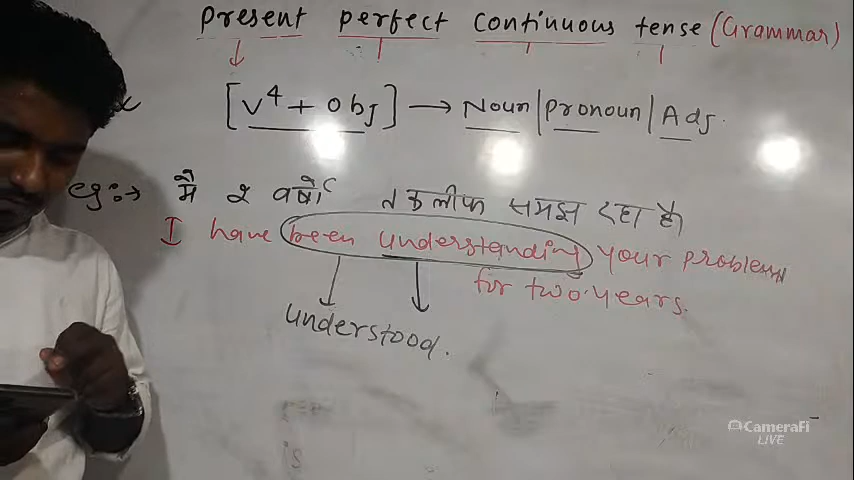 present perfect continuous tense (Grammar)
[v⁴ + obj] → Noun | pronoun | Adj.
eg:→ मैं २ वर्षो तकलीफ समझ रहा है।
I have been understanding your problems
for two years.
understood.
CameraFi
LIVE